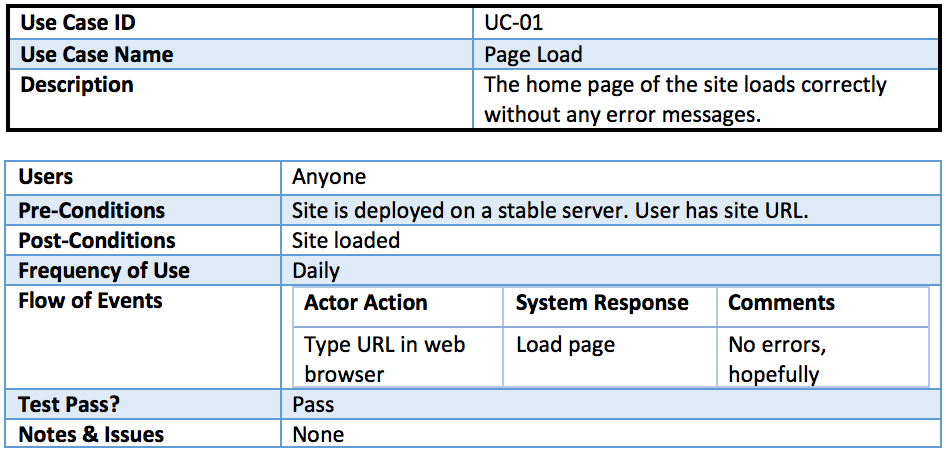 Use Case ID UC-01
Use Case Name Page Load
Description The home page of the site loads correctly
without any error messages.
Users Anyone
Pre-Conditions Site is deployed on a stable server. User has site URL.
Post-Conditions Site loaded
Frequency of Use Daily
Flow of Events Actor Action System Response Comments
Type URL in web Load page No errors,
browser hopefully
Test Pass? Pass
Notes & Issues None